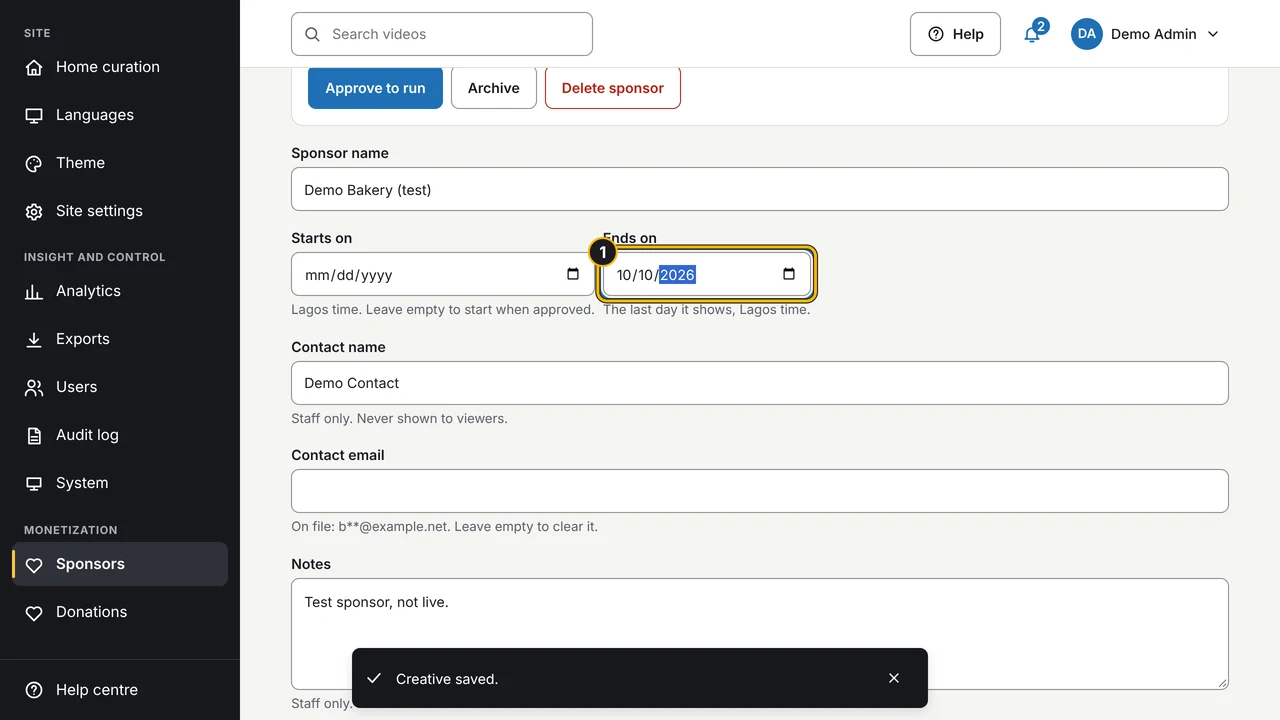 SITE
Home curation
Languages
Theme
Site settings
INSIGHT AND CONTROL
Analytics
Exports
Users
Audit log
System
MONETIZATION
Sponsors
Donations
Help centre
Search videos
Help
2
DA
Demo Admin
Approve to run
Archive
Delete sponsor
Sponsor name
Demo Bakery (test)
Starts on
mm/dd/yyyy
Lagos time. Leave empty to start when approved.
1
Ends on
10/10/2026
The last day it shows, Lagos time.
Contact name
Demo Contact
Staff only. Never shown to viewers.
Contact email
On file: b**@example.net. Leave empty to clear it.
Notes
Test sponsor, not live.
Staff only.
Creative saved.